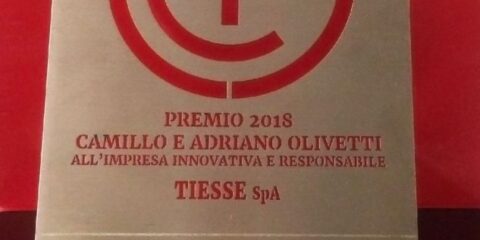 PREMIO 2018
CAMILLO E ADRIANO OLIVETTI
ALL'IMPRESA INNOVATIVA E RESPONSABILE
TIESSE SpA